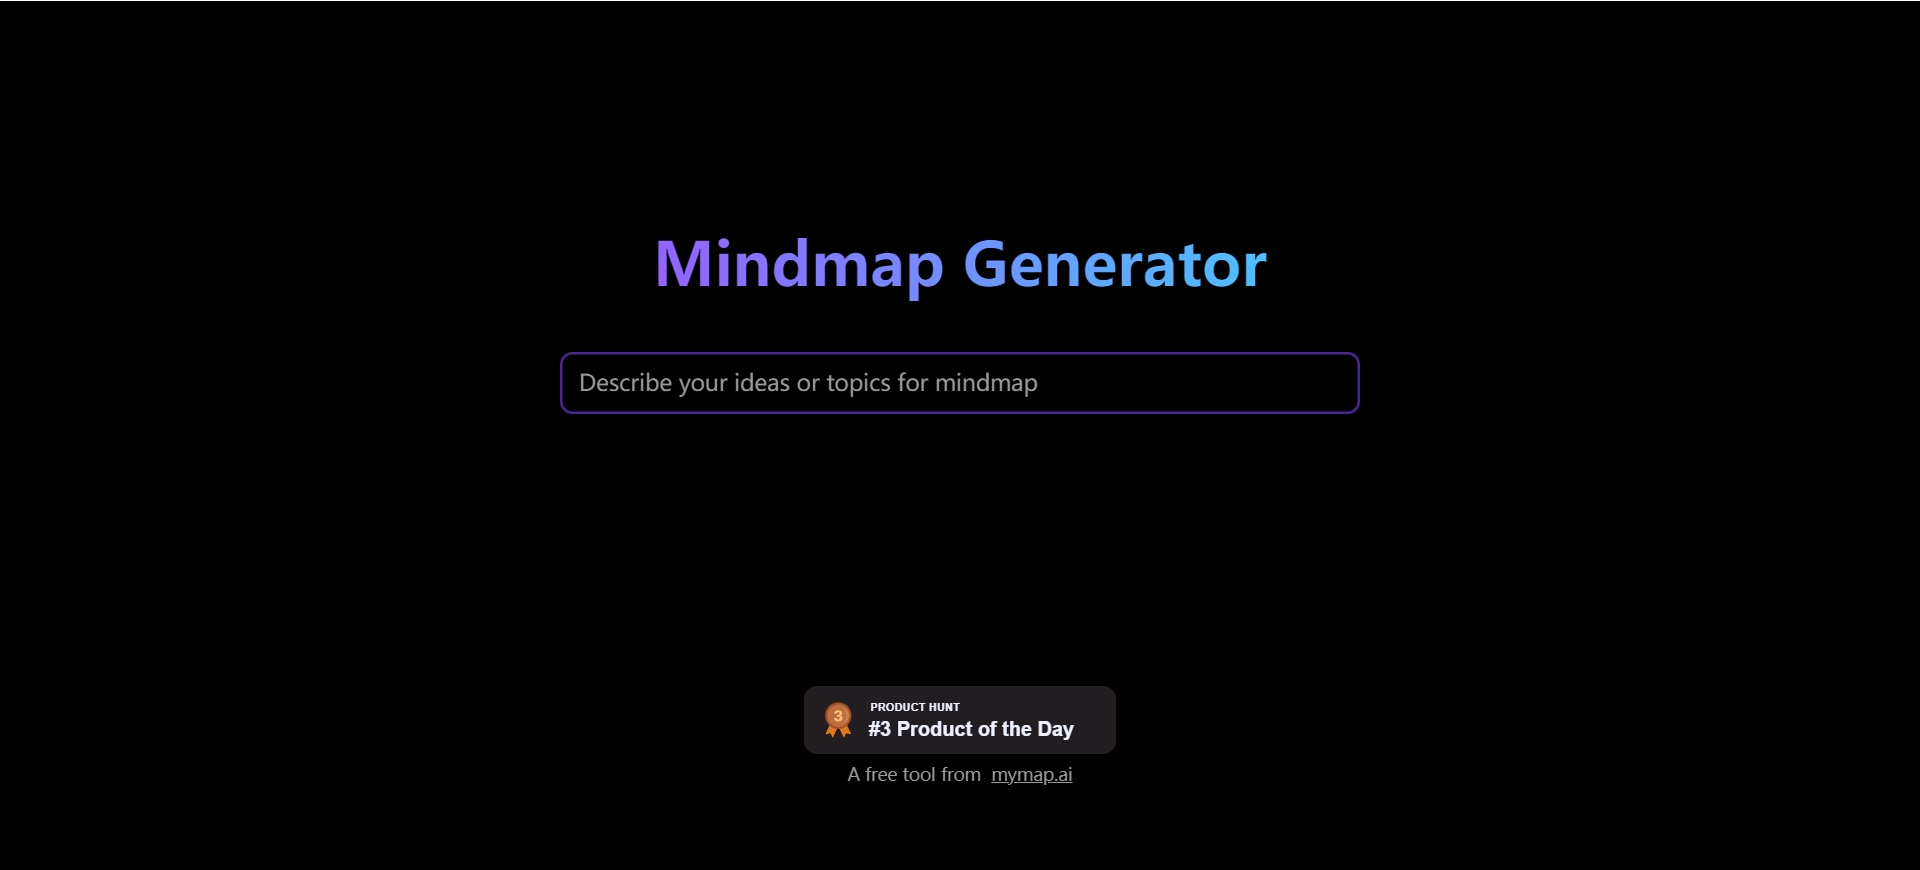 Mindmap Generator
Describe your ideas or topics for mindmap
3
PRODUCT HUNT
#3 Product of the Day
A free tool from mymap.ai